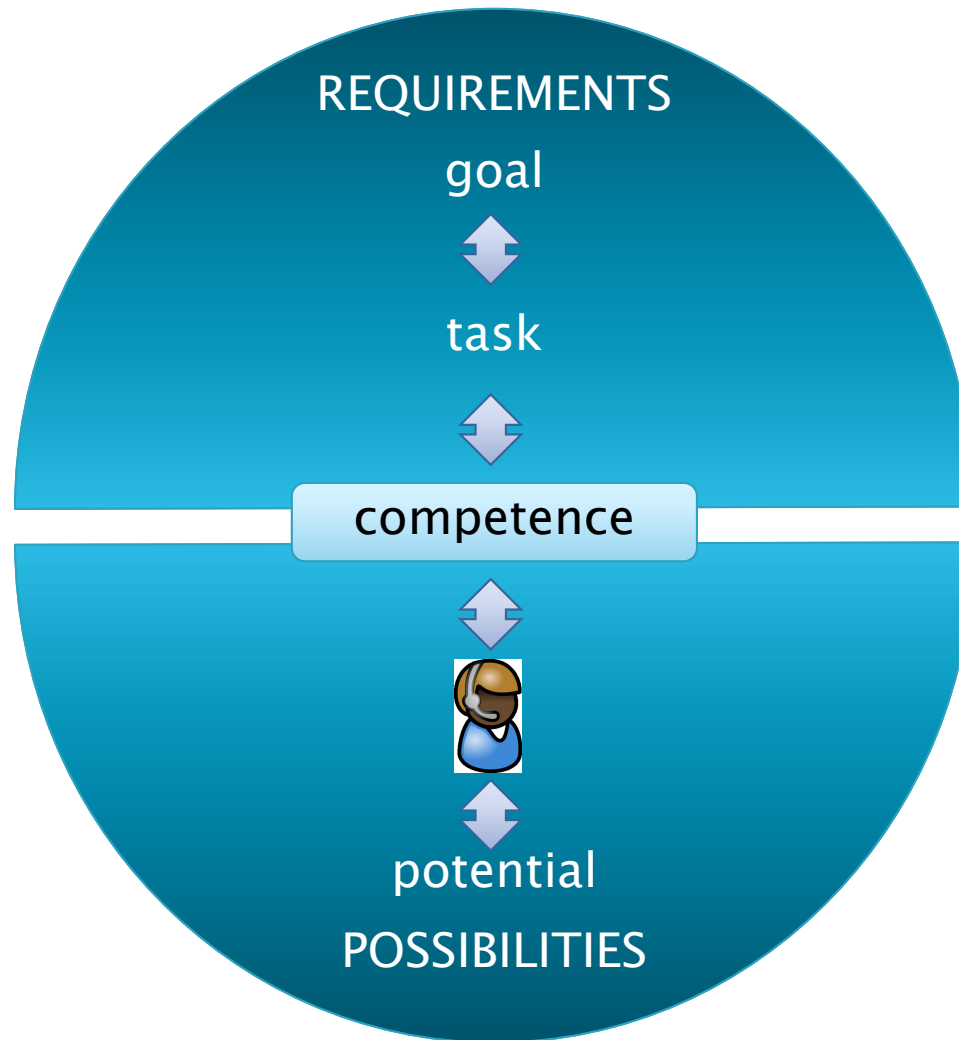 REQUIREMENTS
goal
task
competence
potential
POSSIBILITIES